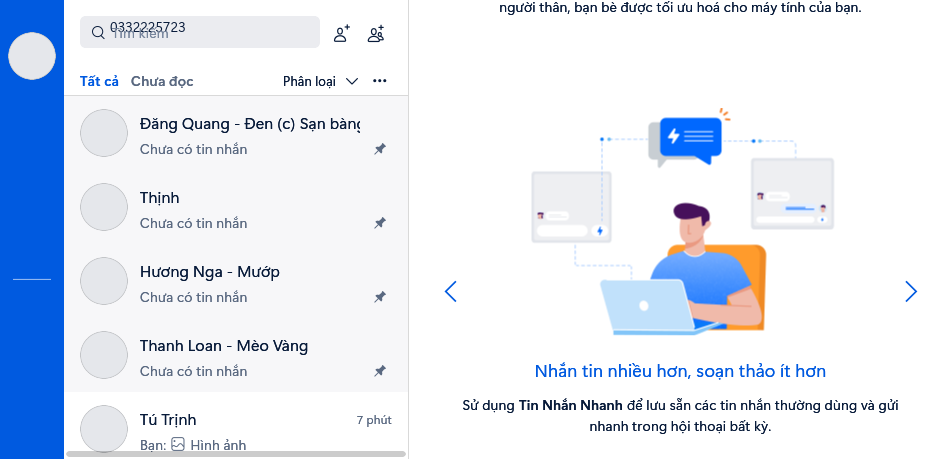 0332225723
Tìm kiếm
Tất cả Chưa đọc Phân loại
Đăng Quang - Đen (c) Sạn bàng
Chưa có tin nhắn
Thịnh
Chưa có tin nhắn
Hương Nga - Mướp
Chưa có tin nhắn
Thanh Loan - Mèo Vàng
Chưa có tin nhắn
Tú Trịnh 7 phút
Bạn: Hình ảnh
người thân, bạn bè được tối ưu hoá cho máy tính của bạn.
Nhắn tin nhiều hơn, soạn thảo ít hơn
Sử dụng Tin Nhắn Nhanh để lưu sẵn các tin nhắn thường dùng và gửi
nhanh trong hội thoại bất kỳ.